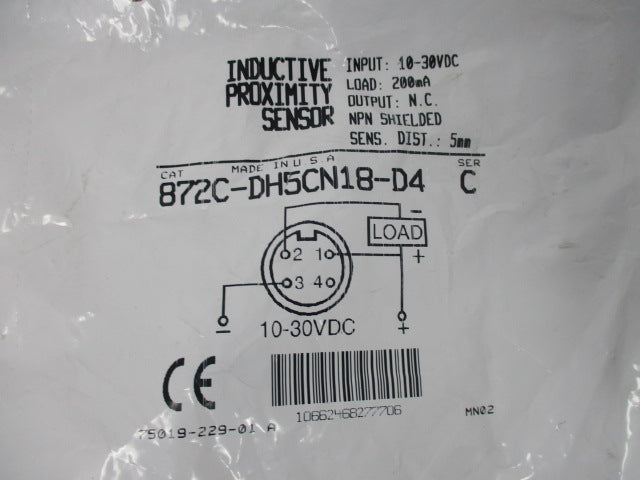 INDUCTIVE
PROXIMITY
SENSOR
INPUT: 10-30VDC
LOAD: 200mA
OUTPUT: N.C.
NPN SHIELDED
SENS. DIST.: 5mm
MADE IN U.S.A
CAT SER
872C-DH5CN18-D4 C
- LOAD +
2 1
3 4
- 10-30VDC +
CE
10662468277706
75019-229-01 A
MN02